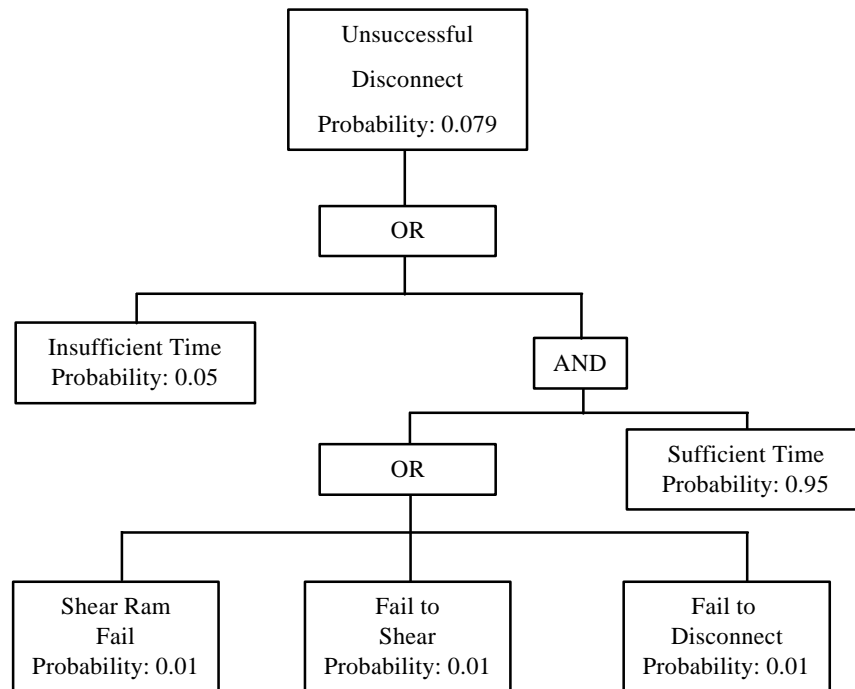 Unsuccessful
Disconnect
Probability: 0.079
OR
Insufficient Time
Probability: 0.05
AND
OR
Sufficient Time
Probability: 0.95
Shear Ram
Fail
Probability: 0.01
Fail to
Shear
Probability: 0.01
Fail to
Disconnect
Probability: 0.01